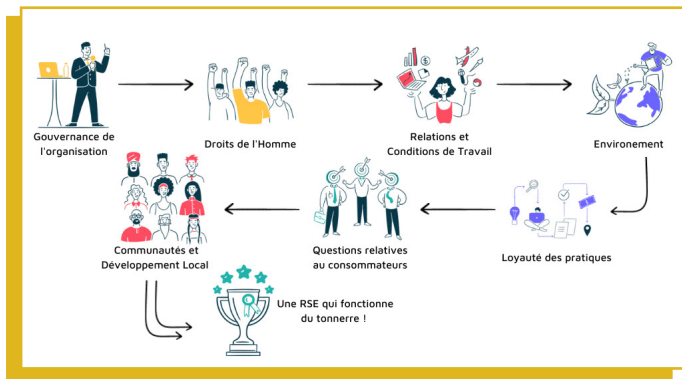 Gouvernance de
l'organisation
Droits de l'Homme
Relations et
Conditions de Travail
Environement
Loyauté des pratiques
Questions relatives
au consommateurs
Communautés et
Développement Local
Une RSE qui fonctionne
du tonnerre !